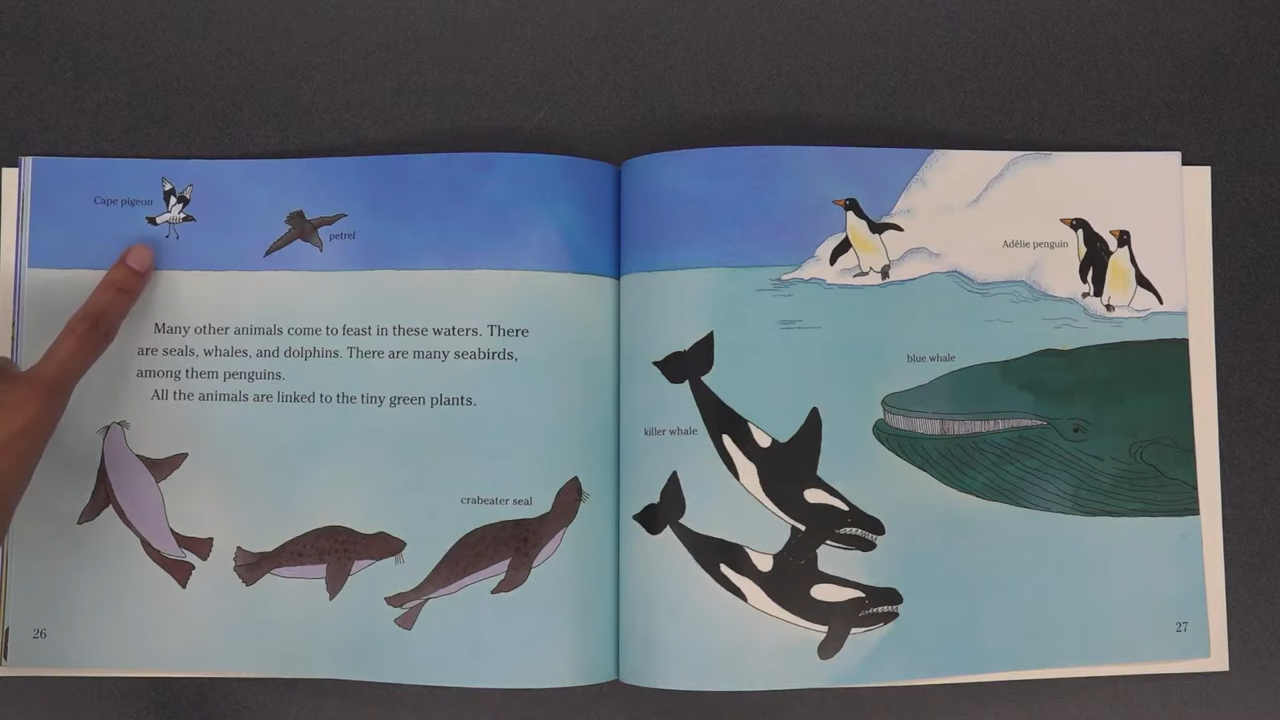 Cape pigeon
petrel
Many other animals come to feast in these waters. There
are seals, whales, and dolphins. There are many seabirds,
among them penguins.
All the animals are linked to the tiny green plants.
crabeater seal
26
Adélie penguin
blue whale
killer whale
27